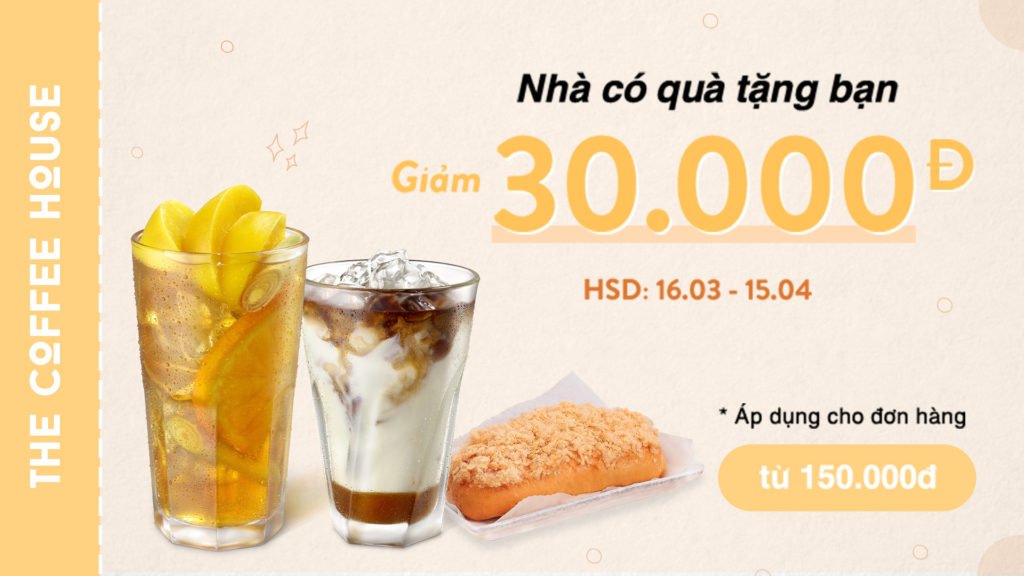 THE COFFEE HOUSE
Nhà có quà tặng bạn
Giảm 30.000Đ
HSD: 16.03 - 15.04
* Áp dụng cho đơn hàng
từ 150.000đ